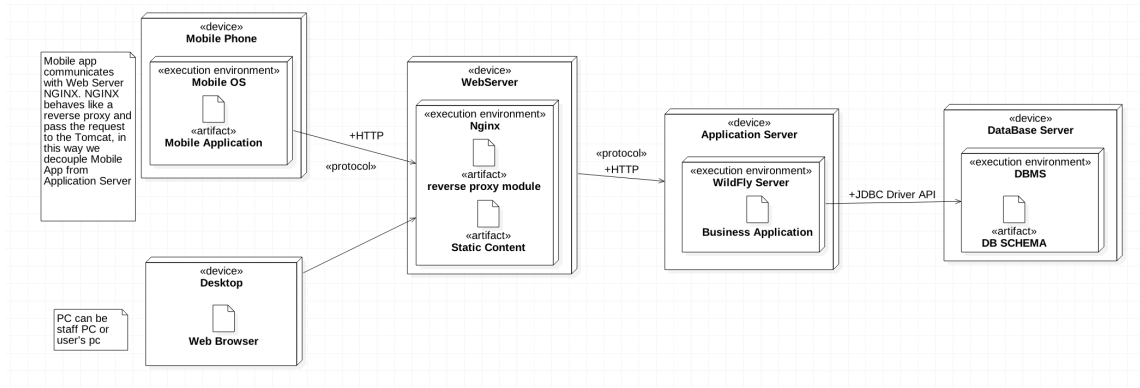 Mobile app
communicates
with Web Server
NGINX. NGINX
behaves like a
reverse proxy and
pass the request
to the Tomcat, in
this way we
decouple Mobile
App from
Application Server
«device»
Mobile Phone
«execution environment»
Mobile OS
«artifact»
Mobile Application
+HTTP
«protocol»
PC can be
staff PC or
user's pc
«device»
Desktop
Web Browser
«device»
WebServer
«execution environment»
Nginx
«artifact»
reverse proxy module
«artifact»
Static Content
«protocol»
+HTTP
«device»
Application Server
«execution environment»
WildFly Server
Business Application
+JDBC Driver API
«device»
DataBase Server
«execution environment»
DBMS
«artifact»
DB SCHEMA